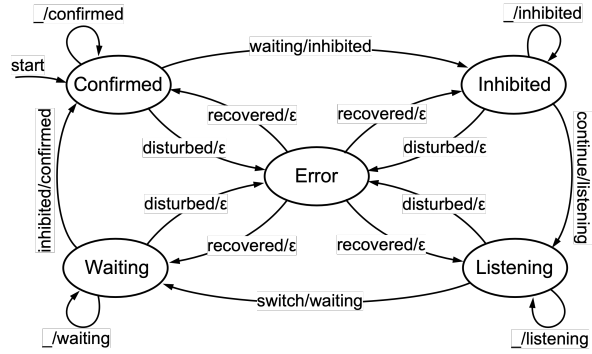 _/confirmed
_/inhibited
start
waiting/inhibited
Confirmed
Inhibited
recovered/ε
recovered/ε
disturbed/ε
disturbed/ε
inhibited/confirmed
continue/listening
Error
disturbed/ε
disturbed/ε
recovered/ε
recovered/ε
Waiting
Listening
switch/waiting
_/waiting
_/listening